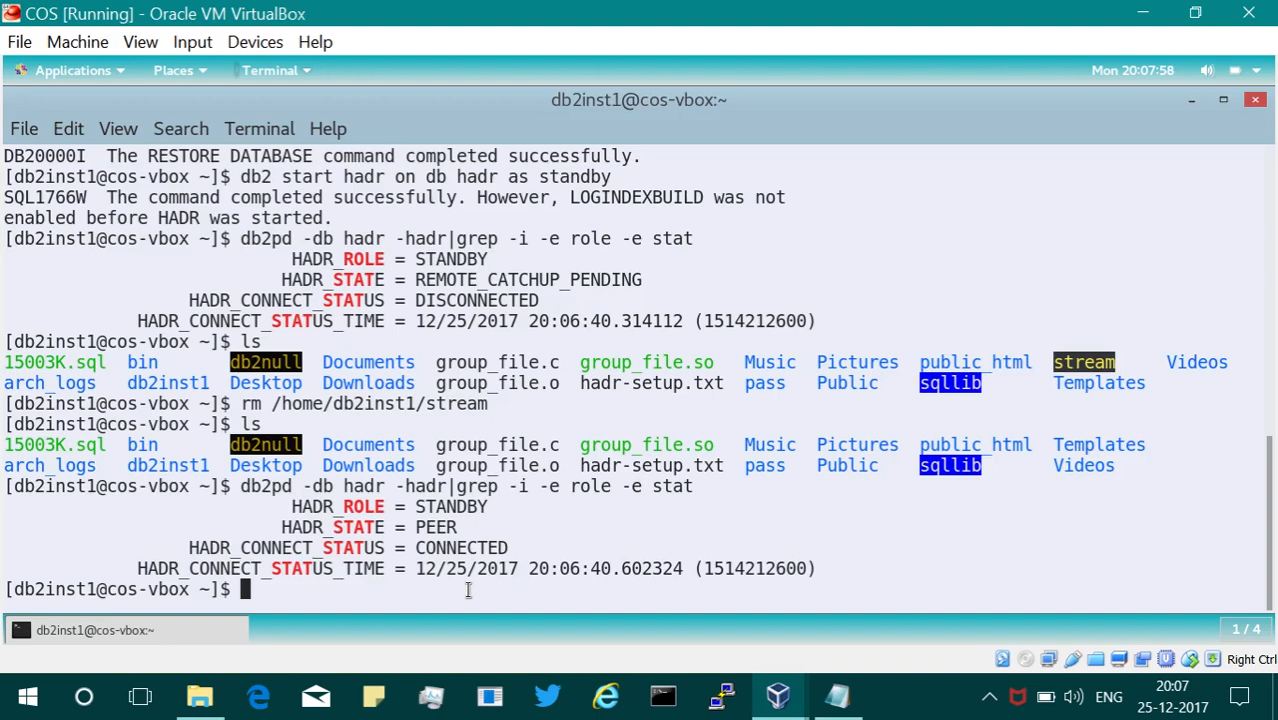 COS [Running] - Oracle VM VirtualBox
File Machine View Input Devices Help
Applications Places Terminal Mon 20:07:58
db2inst1@cos-vbox:~
File Edit View Search Terminal Help
DB20000I  The RESTORE DATABASE command completed successfully.
[db2inst1@cos-vbox ~]$ db2 start hadr on db hadr as standby
SQL1766W  The command completed successfully. However, LOGINDEXBUILD was not
enabled before HADR was started.
[db2inst1@cos-vbox ~]$ db2pd -db hadr -hadr|grep -i -e role -e stat
HADR_ROLE = STANDBY
HADR_STATE = REMOTE_CATCHUP_PENDING
HADR_CONNECT_STATUS = DISCONNECTED
HADR_CONNECT_STATUS_TIME = 12/25/2017 20:06:40.314112 (1514212600)
[db2inst1@cos-vbox ~]$ ls
15003K.sql bin db2null Documents group_file.c group_file.so Music Pictures public_html stream Videos
arch_logs db2inst1 Desktop Downloads group_file.o hadr-setup.txt pass Public sqllib Templates
[db2inst1@cos-vbox ~]$ rm /home/db2inst1/stream
[db2inst1@cos-vbox ~]$ ls
15003K.sql bin db2null Documents group_file.c group_file.so Music Pictures public_html Templates
arch_logs db2inst1 Desktop Downloads group_file.o hadr-setup.txt pass Public sqllib Videos
[db2inst1@cos-vbox ~]$ db2pd -db hadr -hadr|grep -i -e role -e stat
HADR_ROLE = STANDBY
HADR_STATE = PEER
HADR_CONNECT_STATUS = CONNECTED
HADR_CONNECT_STATUS_TIME = 12/25/2017 20:06:40.602324 (1514212600)
[db2inst1@cos-vbox ~]$
db2inst1@cos-vbox:~ 1 / 4
Right Ctrl
ENG 20:07
25-12-2017